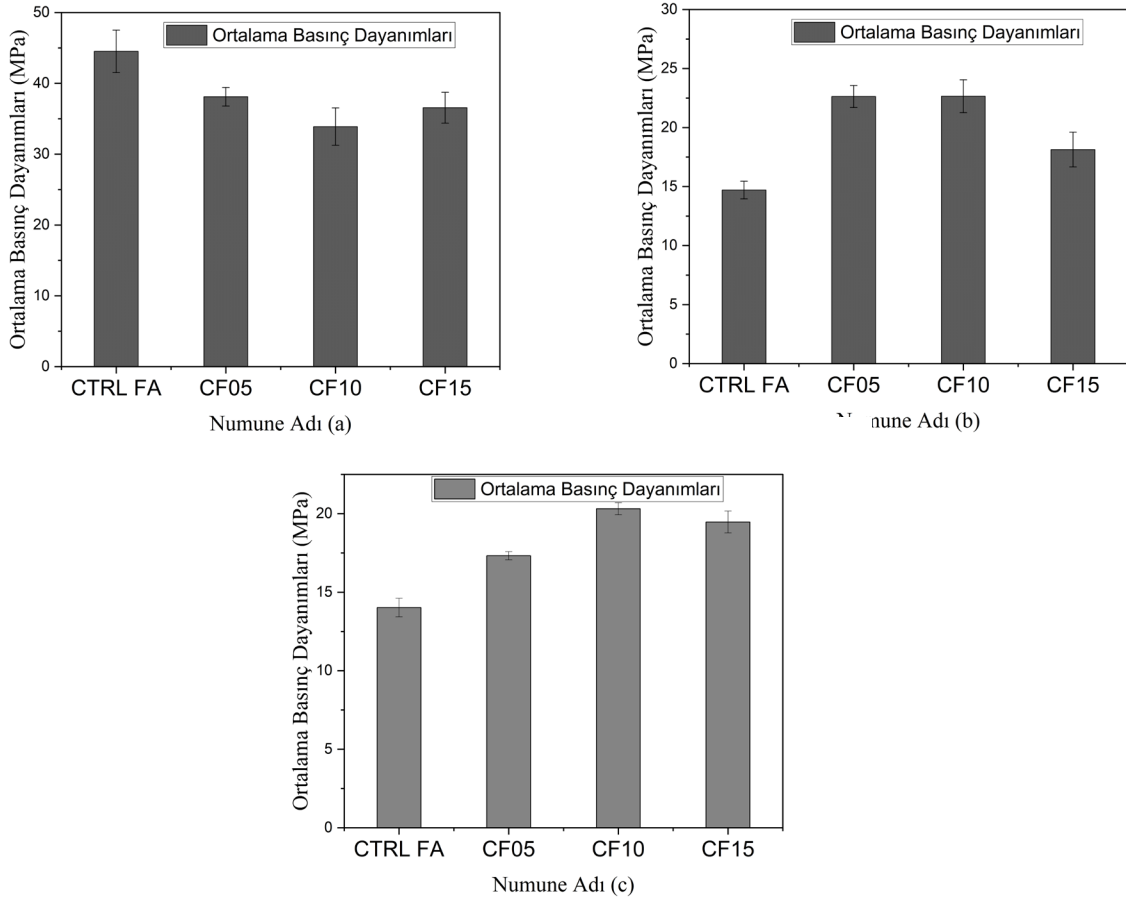 Ortalama Basınç Dayanımları (MPa)
50
40
30
20
10
0
Ortalama Basınç Dayanımları
CTRL FA CF05 CF10 CF15
Numune Adı (a)
Ortalama Basınç Dayanımları (MPa)
30
25
20
15
10
5
0
Ortalama Basınç Dayanımları
CTRL FA CF05 CF10 CF15
Adı (b)
Ortalama Basınç Dayanımları (MPa)
20
15
10
5
0
Ortalama Basınç Dayanımları
CTRL FA CF05 CF10 CF15
Numune Adı (c)